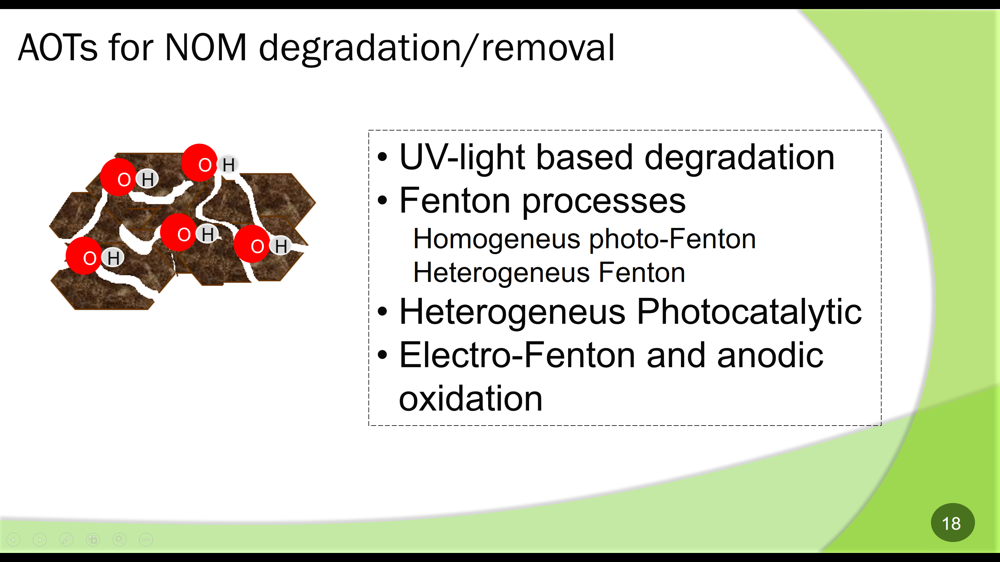 AOTs for NOM degradation/removal
O H
O H
O H
O H
O H
• UV-light based degradation
• Fenton processes
Homogeneus photo-Fenton
Heterogeneus Fenton
• Heterogeneus Photocatalytic
• Electro-Fenton and anodic
oxidation
18